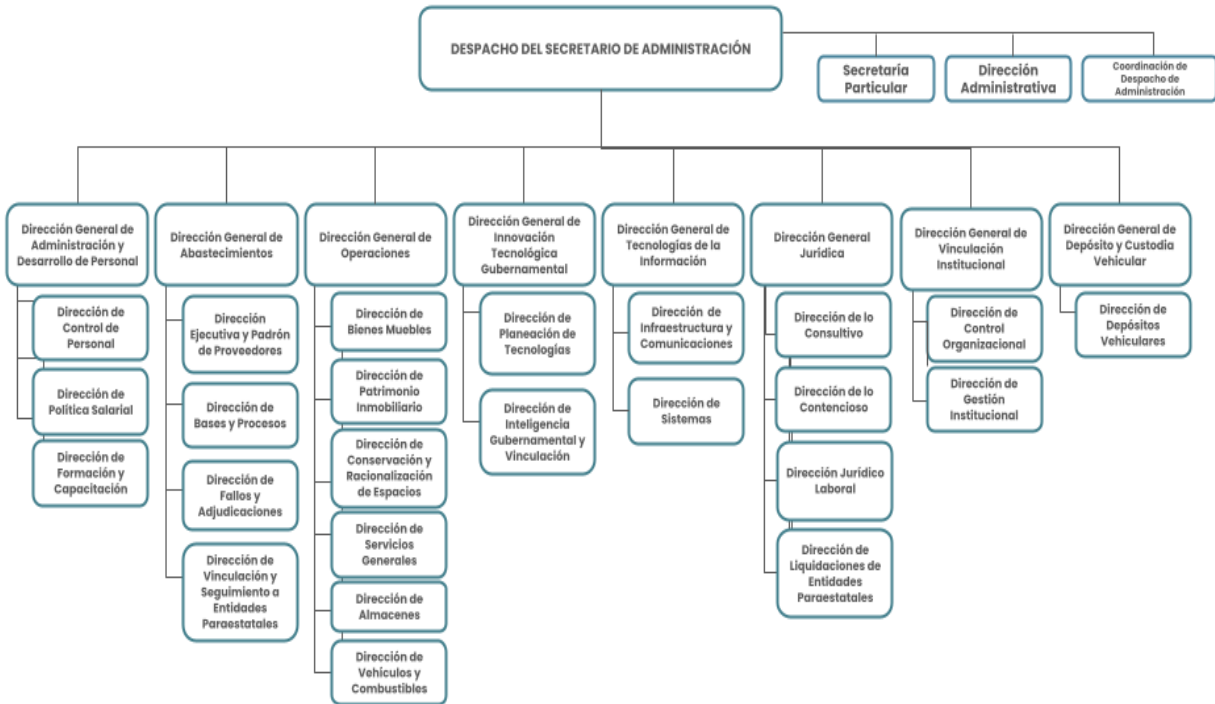 DESPACHO DEL SECRETARIO DE ADMINISTRACIÓN
Secretaría
Particular
Dirección
Administrativa
Coordinación de
Despacho de
Administración
Dirección General de
Administración y
Desarrollo de Personal
Dirección de
Control de
Personal
Dirección de
Política Salarial
Dirección de
Formación y
Capacitación
Dirección General de
Abastecimientos
Dirección
Ejecutiva y Padrón
de Proveedores
Dirección de
Bases y Procesos
Dirección de
Fallos y
Adjudicaciones
Dirección de
Vinculación y
Seguimiento a
Entidades
Paraestatales
Dirección General de
Operaciones
Dirección de
Bienes Muebles
Dirección de
Patrimonio
Inmobiliario
Dirección de
Conservación y
Racionalización
de Espacios
Dirección de
Servicios
Generales
Dirección de
Almacenes
Dirección de
Vehículos y
Combustibles
Dirección General de
Innovación
Tecnológica
Gubernamental
Dirección de
Planeación de
Tecnologías
Dirección de
Inteligencia
Gubernamental y
Vinculación
Dirección General de
Tecnologías de la
Información
Dirección de
Infraestructura y
Comunicaciones
Dirección de
Sistemas
Dirección General
Jurídica
Dirección de lo
Consultivo
Dirección de lo
Contencioso
Dirección Jurídico
Laboral
Dirección de
Liquidaciones de
Entidades
Paraestatales
Dirección General de
Vinculación
Institucional
Dirección de
Control
Organizacional
Dirección de
Gestión
Institucional
Dirección General de
Depósito y Custodia
Vehicular
Dirección de
Depósitos
Vehiculares